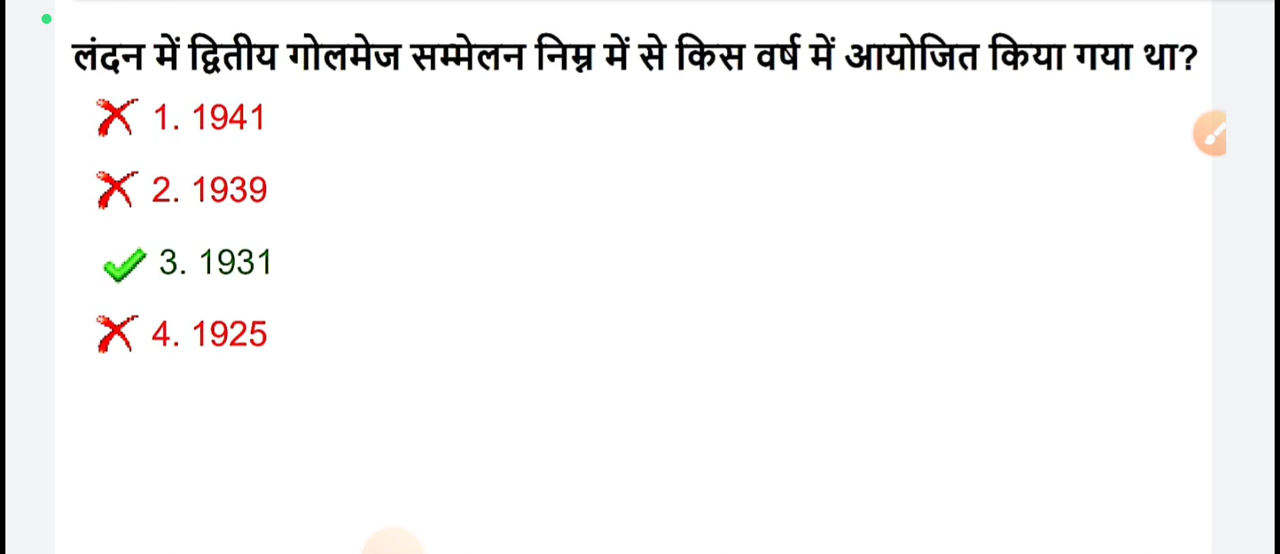 लंदन में द्वितीय गोलमेज सम्मेलन निम्न में से किस वर्ष में आयोजित किया गया था?
1. 1941
2. 1939
3. 1931
4. 1925